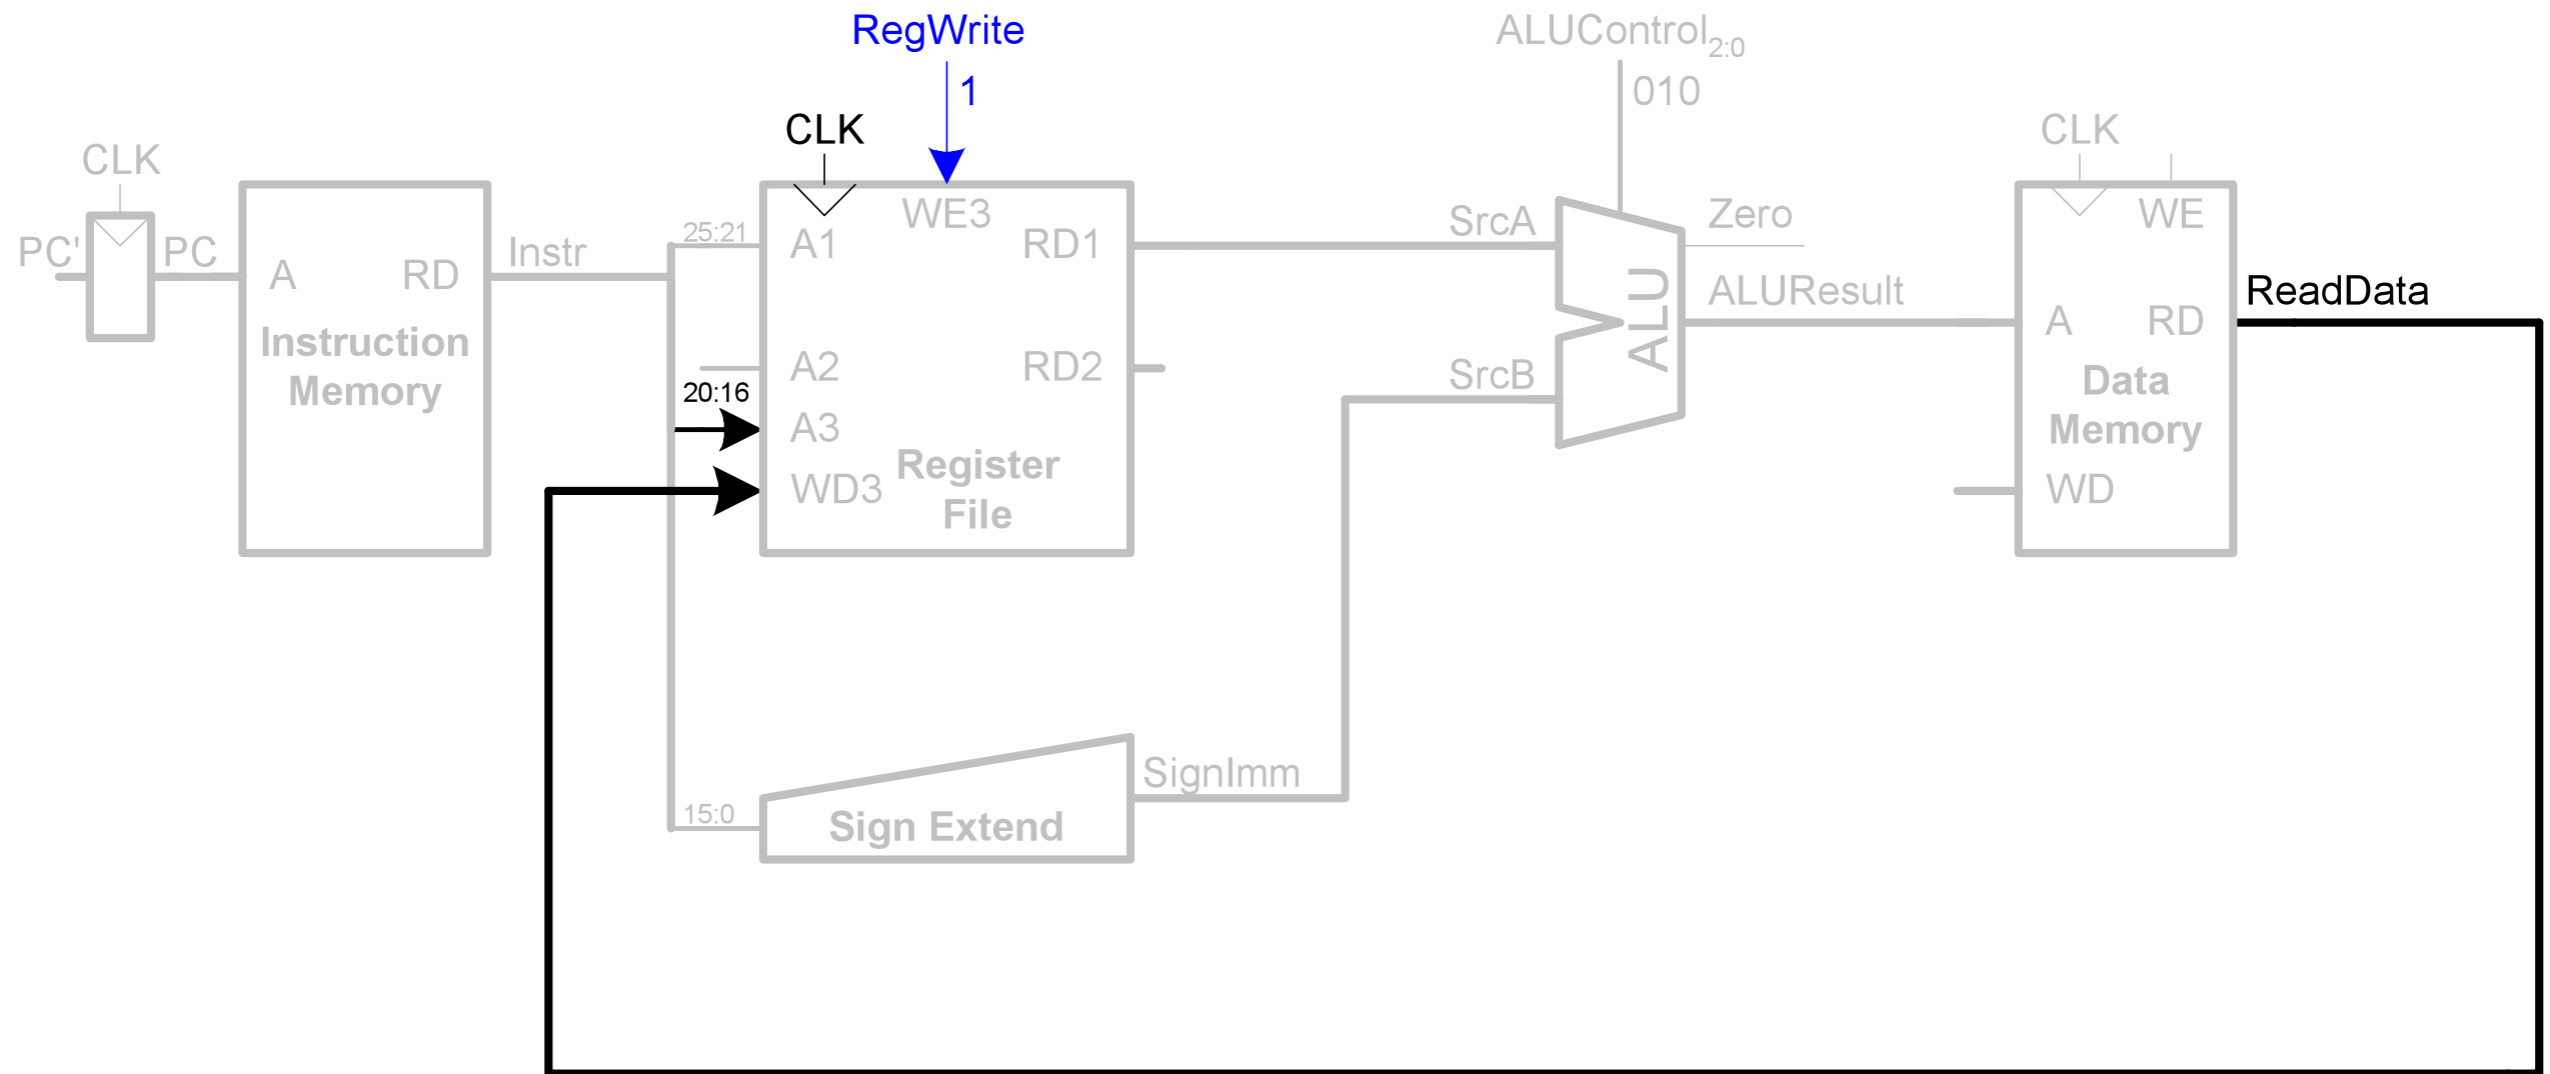 RegWrite
1
ALUControl2:0
010
CLK
CLK
CLK
PC'
PC
A
RD
Instruction
Memory
Instr
25:21
A1
WE3
RD1
A2
RD2
20:16
A3
WD3
Register
File
SrcA
SrcB
ALU
Zero
ALUResult
WE
A
RD
Data
Memory
WD
ReadData
15:0
Sign Extend
SignImm